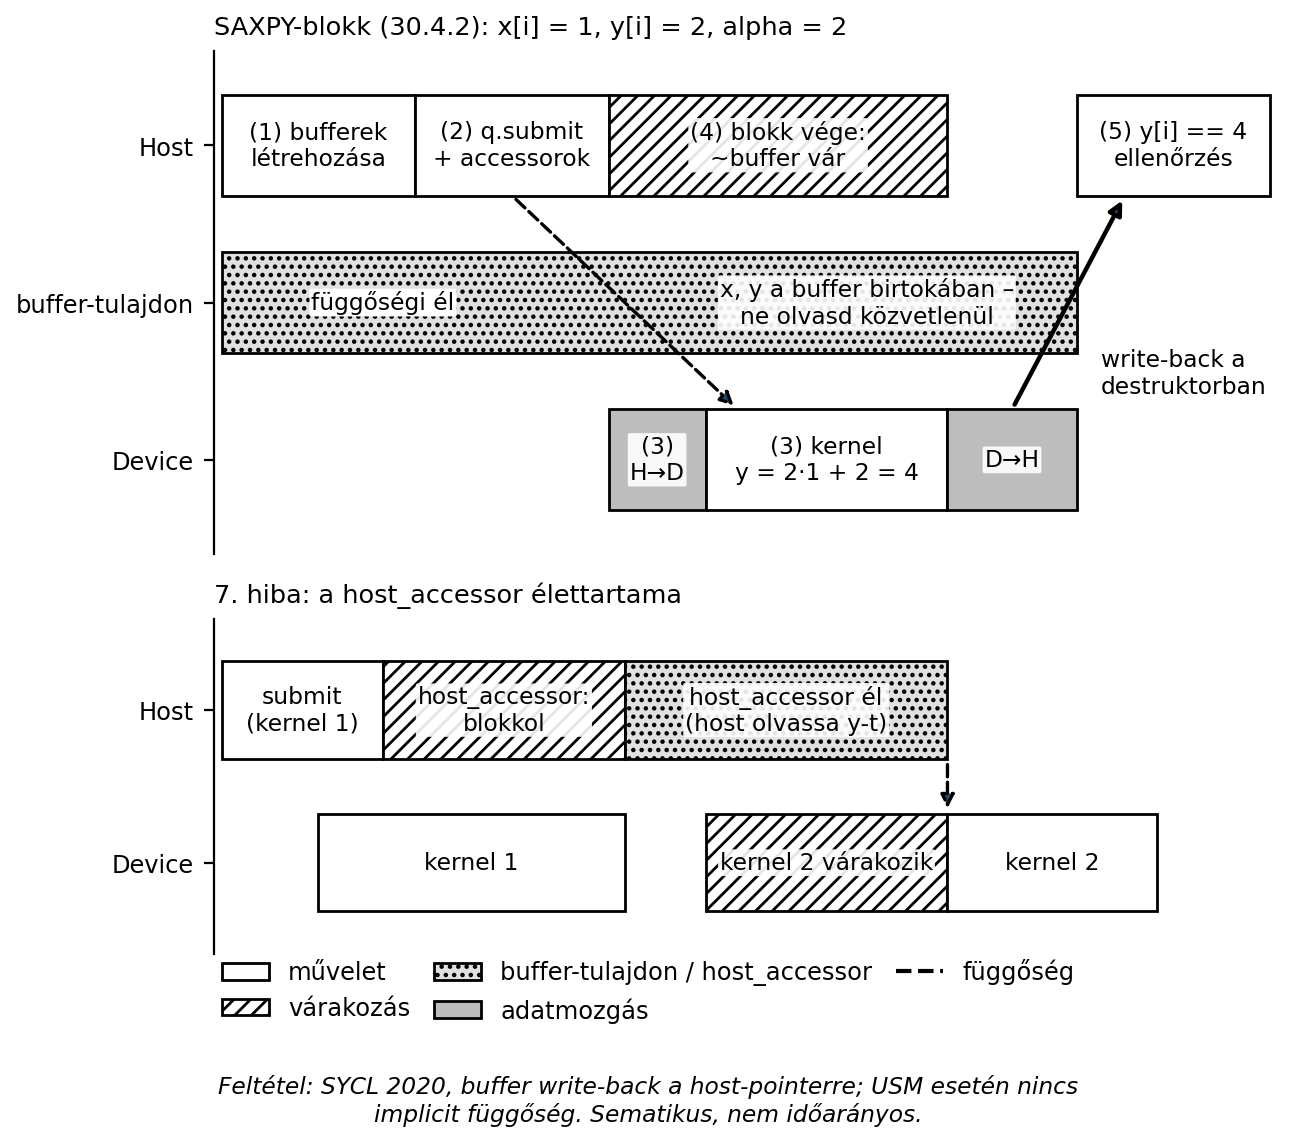 SAXPY-blokk (30.4.2): x[i] = 1, y[i] = 2, alpha = 2
Host
(1) bufferek
létrehozása
(2) q.submit
+ accessorok
(4) blokk vége:
~buffer vár
(5) y[i] == 4
ellenőrzés
buffer-tulajdon
függőségi él
x, y a buffer birtokában –
ne olvasd közvetlenül
write-back a
destruktorban
Device
(3)
H→D
(3) kernel
y = 2·1 + 2 = 4
D→H
7. hiba: a host_accessor élettartama
Host
submit
(kernel 1)
host_accessor:
blokkol
host_accessor él
(host olvassa y-t)
Device
kernel 1
kernel 2 várakozik
kernel 2
művelet
várakozás
buffer-tulajdon / host_accessor
adatmozgás
függőség
Feltétel: SYCL 2020, buffer write-back a host-pointerre; USM esetén nincs
implicit függőség. Sematikus, nem időarányos.